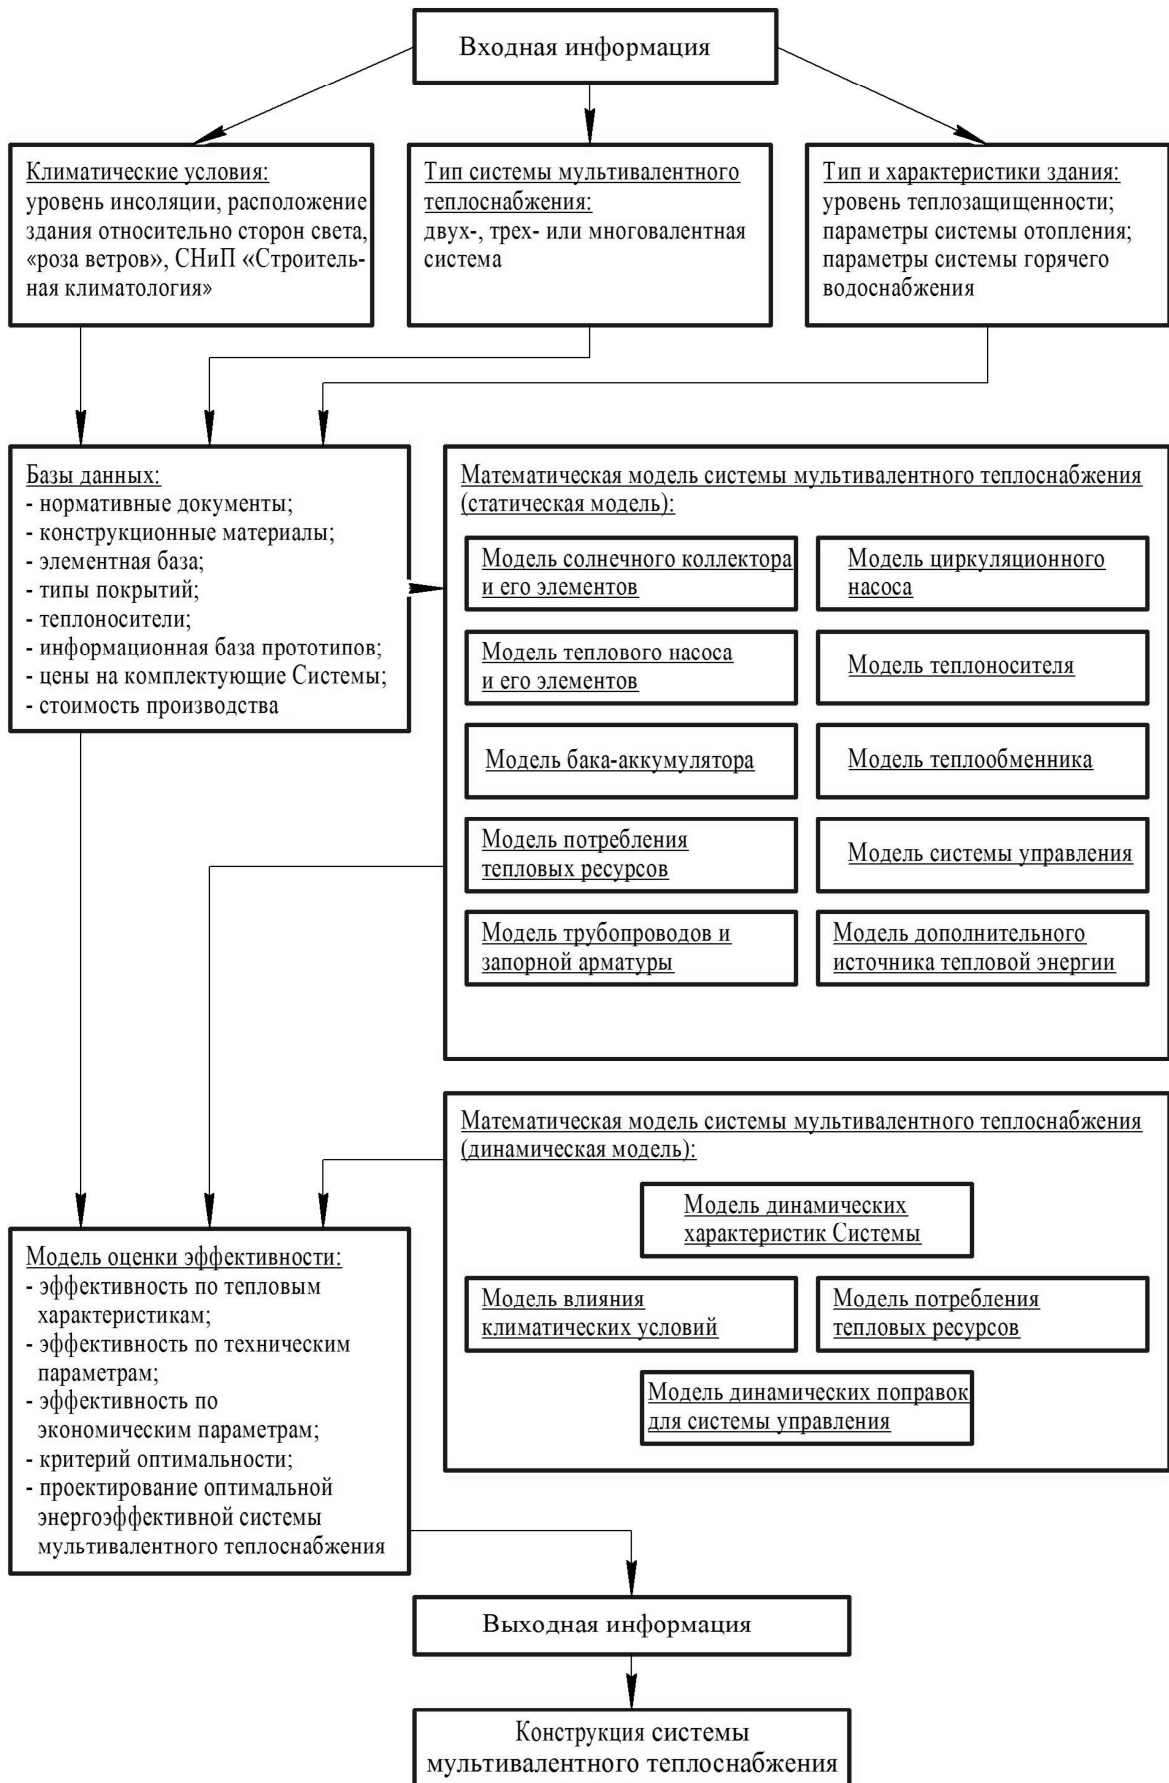 Входная информация
Климатические условия:
уровень инсоляции, расположение
здания относительно сторон света,
«роза ветров», СНиП «Строитель-
ная климатология»
Тип системы мультивалентного
теплоснабжения:
двух-, трех- или многовалентная
система
Тип и характеристики здания:
уровень теплозащищенности;
параметры системы отопления;
параметры системы горячего
водоснабжения
Базы данных:
- нормативные документы;
- конструкционные материалы;
- элементная база;
- типы покрытий;
- теплоносители;
- информационная база прототипов;
- цены на комплектующие Системы;
- стоимость производства
Математическая модель системы мультивалентного теплоснабжения
(статическая модель):
Модель солнечного коллектора
и его элементов
Модель циркуляционного
насоса
Модель теплового насоса
и его элементов
Модель теплоносителя
Модель бака-аккумулятора
Модель теплообменника
Модель потребления
тепловых ресурсов
Модель системы управления
Модель трубопроводов и
запорной арматуры
Модель дополнительного
источника тепловой энергии
Математическая модель системы мультивалентного теплоснабжения
(динамическая модель):
Модель динамических
характеристик Системы
Модель влияния
климатических условий
Модель потребления
тепловых ресурсов
Модель динамических поправок
для системы управления
Модель оценки эффективности:
- эффективность по тепловым
характеристикам;
- эффективность по техническим
параметрам;
- эффективность по
экономическим параметрам;
- критерий оптимальности;
- проектирование оптимальной
энергоэффективной системы
мультивалентного теплоснабжения
Выходная информация
Конструкция системы
мультивалентного теплоснабжения